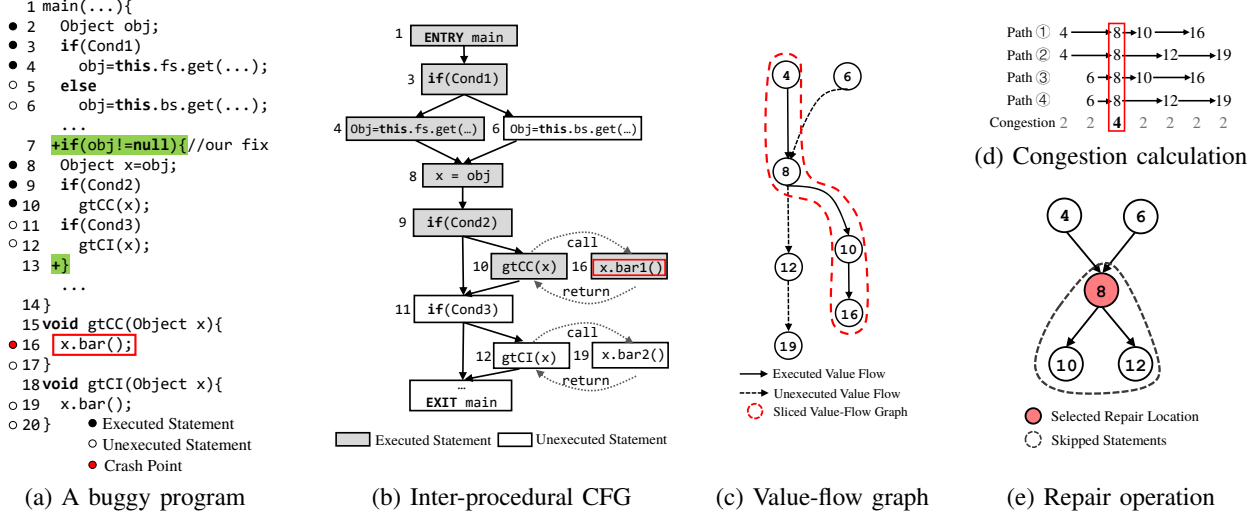 1 main(...){
2 Object obj;
3 if(Cond1)
4 obj=this.fs.get(...);
5 else
6 obj=this.bs.get(...);
...
7 +if(obj!=null){//our fix
8 Object x=obj;
9 if(Cond2)
10 gtCC(x);
11 if(Cond3)
12 gtCI(x);
13 +}
...
14 }
15 void gtCC(Object x){
16 x.bar();
17 }
18 void gtCI(Object x){
19 x.bar();
20 }
Executed Statement
Unexecuted Statement
Crash Point
(a) A buggy program
1 ENTRY main
3 if(Cond1)
4 Obj=this.fs.get(…)
6 Obj=this.bs.get(…)
8 x = obj
9 if(Cond2)
call
10 gtCC(x)
16 x.bar1()
return
11 if(Cond3)
call
12 gtCI(x)
19 x.bar2()
return
…
EXIT main
Executed Statement
Unexecuted Statement
(b) Inter-procedural CFG
4
6
8
10
12
16
19
Executed Value Flow
Unexecuted Value Flow
Sliced Value-Flow Graph
(c) Value-flow graph
Path ① 4 8 10 16
Path ② 4 8 12 19
Path ③ 6 8 10 16
Path ④ 6 8 12 19
Congestion 2 2 4 2 2 2 2
(d) Congestion calculation
4
6
8
10
12
Selected Repair Location
Skipped Statements
(e) Repair operation